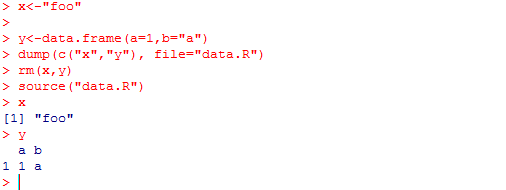 > x<-"foo"
>
> y<-data.frame(a=1,b="a")
> dump(c("x","y"), file="data.R")
> rm(x,y)
> source("data.R")
> x
[1] "foo"
> y
  a b
1 1 a
>